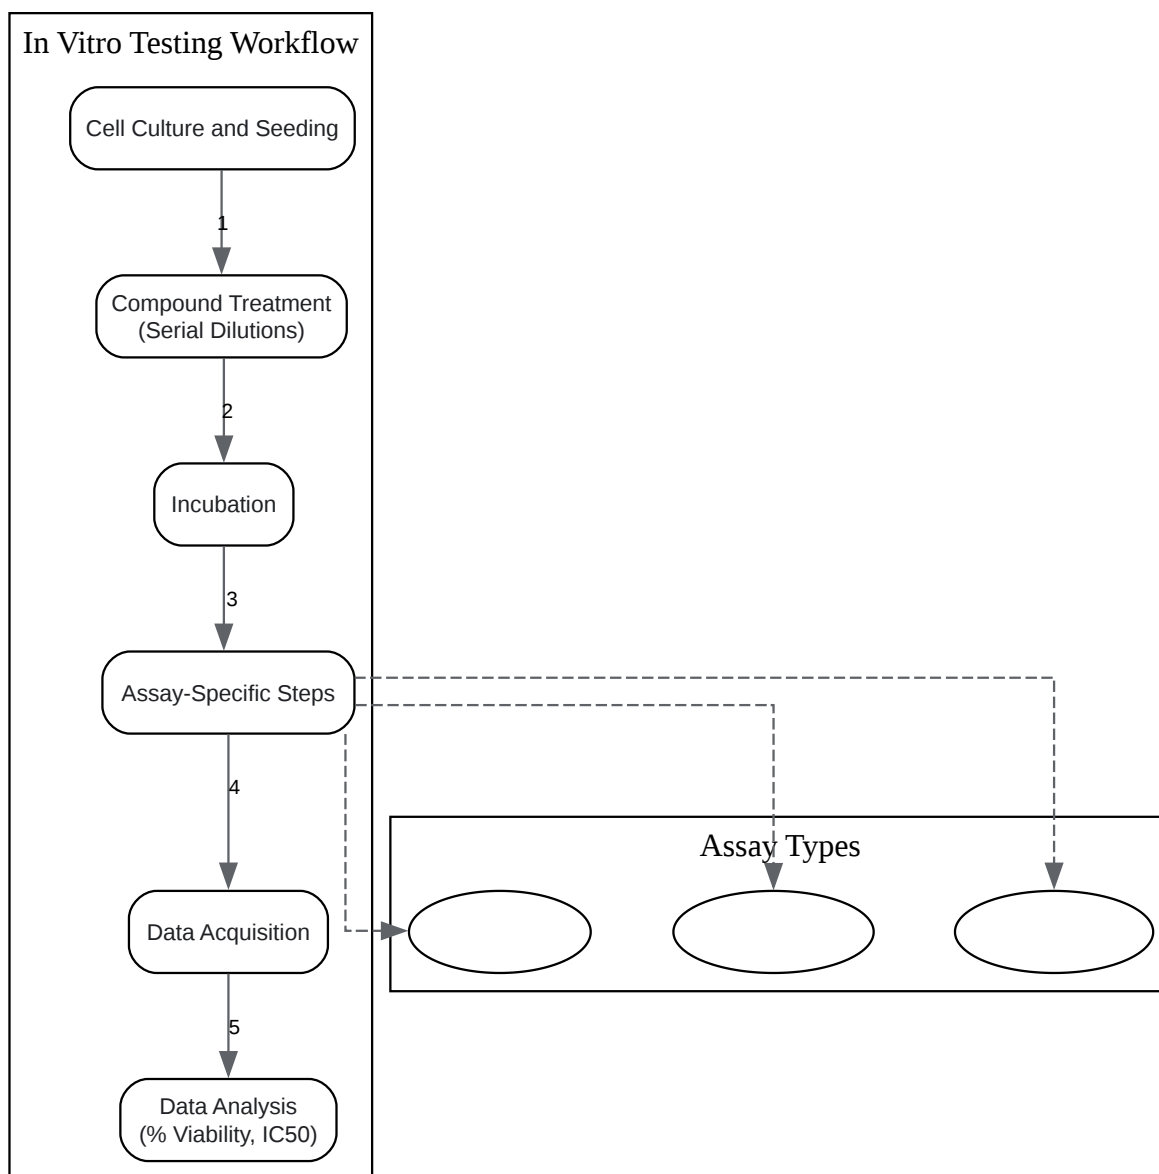 In Vitro Testing Workflow
Cell Culture and Seeding
1
Compound Treatment
(Serial Dilutions)
2
Incubation
3
Assay-Specific Steps
4
Assay Types
Data Acquisition
5
Data Analysis
(% Viability, IC50)